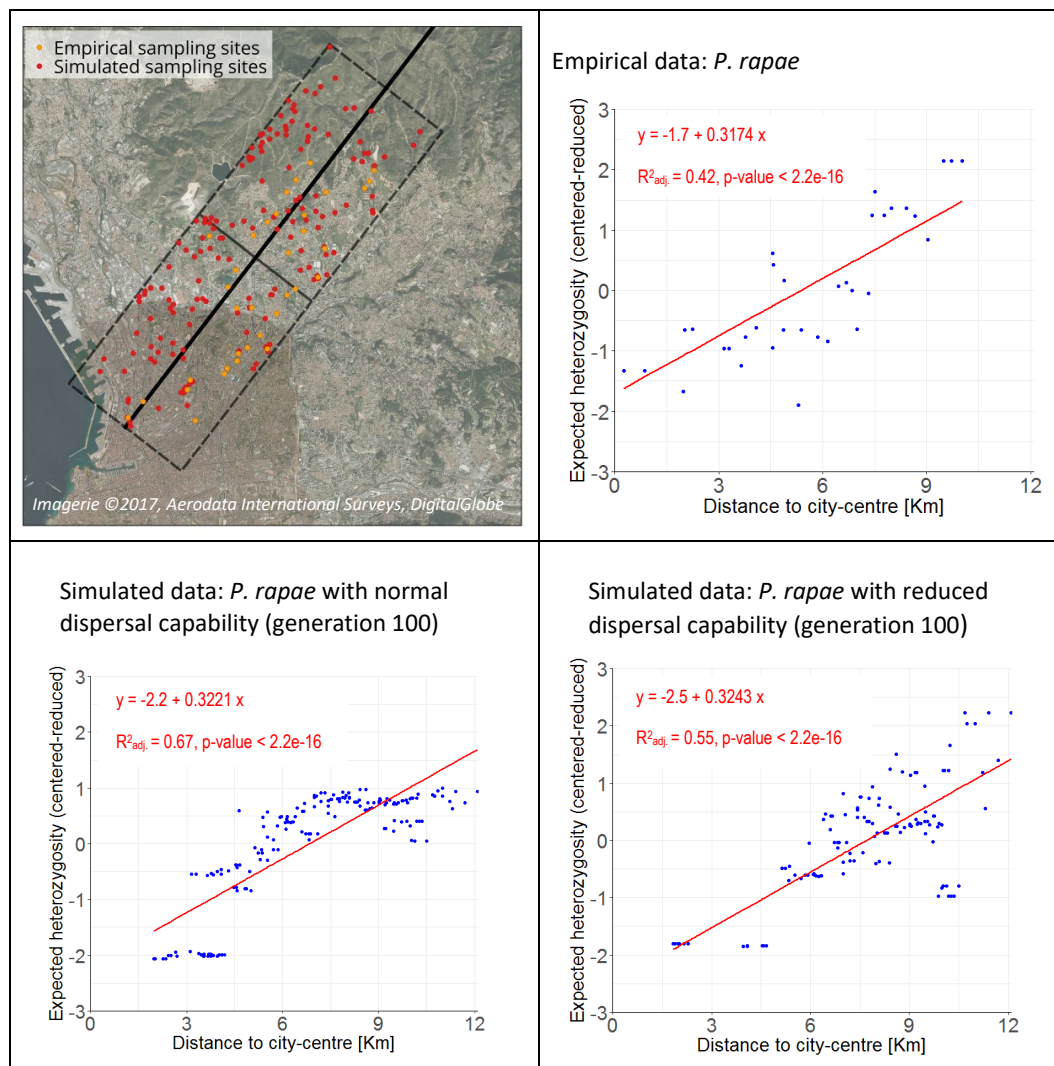 Empirical sampling sites
Simulated sampling sites
Imagerie ©2017, Aerodata International Surveys, DigitalGlobe
Empirical data: P. rapae
y = -1.7 + 0.3174 x
R²adj. = 0.42, p-value < 2.2e-16
Expected heterozygosity (centered-reduced)
3
2
1
0
-1
-2
-3
0
3
6
9
12
Distance to city-centre [Km]
Simulated data: P. rapae with normal
dispersal capability (generation 100)
y = -2.2 + 0.3221 x
R²adj. = 0.67, p-value < 2.2e-16
Expected heterozygosity (centered-reduced)
3
2
1
0
-1
-2
-3
0
3
6
9
12
Distance to city-centre [Km]
Simulated data: P. rapae with reduced
dispersal capability (generation 100)
y = -2.5 + 0.3243 x
R²adj. = 0.55, p-value < 2.2e-16
Expected heterozygosity (centered-reduced)
3
2
1
0
-1
-2
-3
0
3
6
9
12
Distance to city-centre [Km]